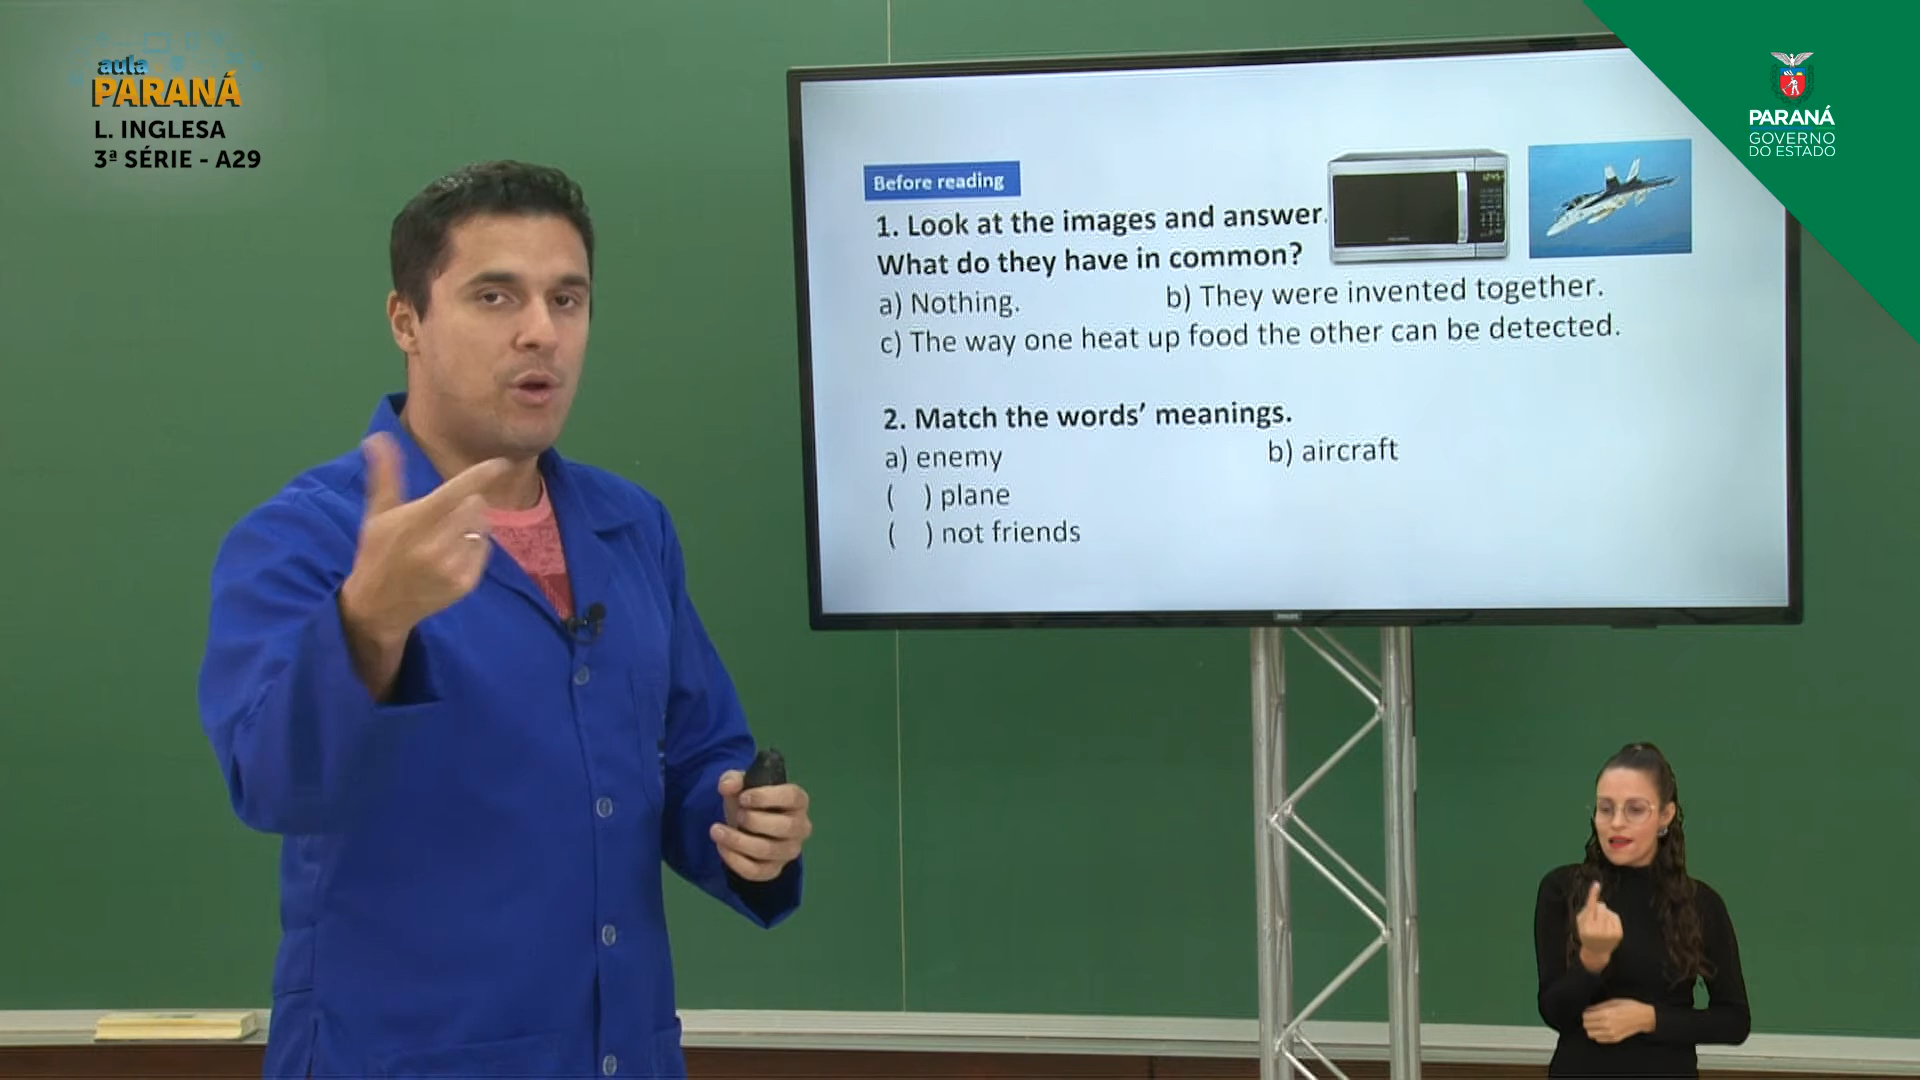 aula
PARANÁ
L. INGLESA
3ª SÉRIE - A29
PARANÁ
GOVERNO
DO ESTADO
Before reading
1. Look at the images and answer.
What do they have in common?
a) Nothing. b) They were invented together.
c) The way one heat up food the other can be detected.
2. Match the words’ meanings.
a) enemy b) aircraft
( ) plane
( ) not friends